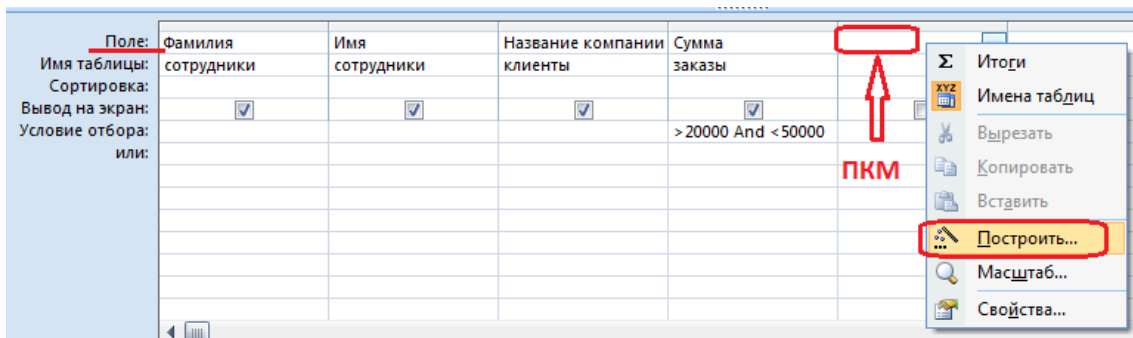 Поле: Фамилия Имя Название компании Сумма
Имя таблицы: сотрудники сотрудники клиенты заказы
Сортировка:
Вывод на экран:
Условие отбора: >20000 And <50000
или:
ПКМ
Σ Итоги
XYZ Имена таблиц
Вырезать
Копировать
Вставить
Построить...
Масштаб...
Свойства...